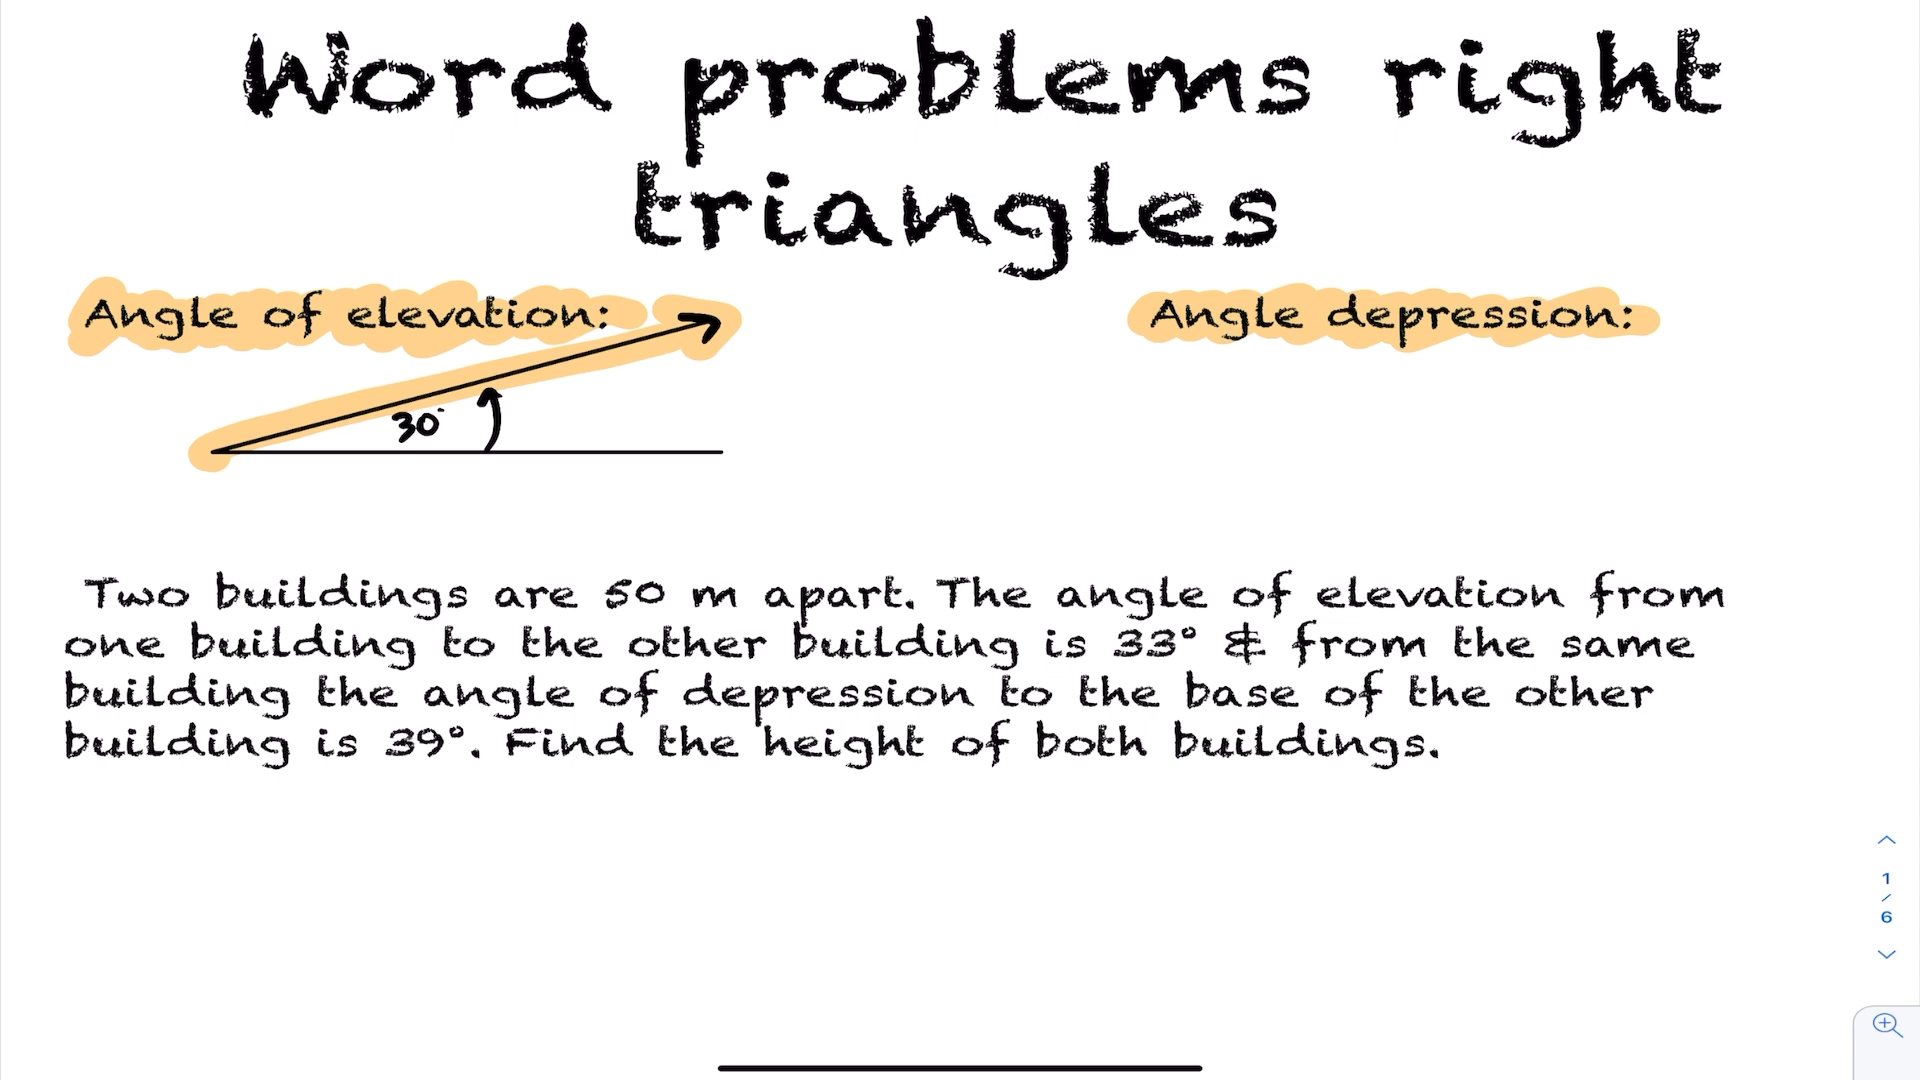 Word problems right
triangles
Angle of elevation:
Angle depression:
30°
Two buildings are 50 m apart. The angle of elevation from
one building to the other building is 33° & from the same
building the angle of depression to the base of the other
building is 39°. Find the height of both buildings.
1
/
6